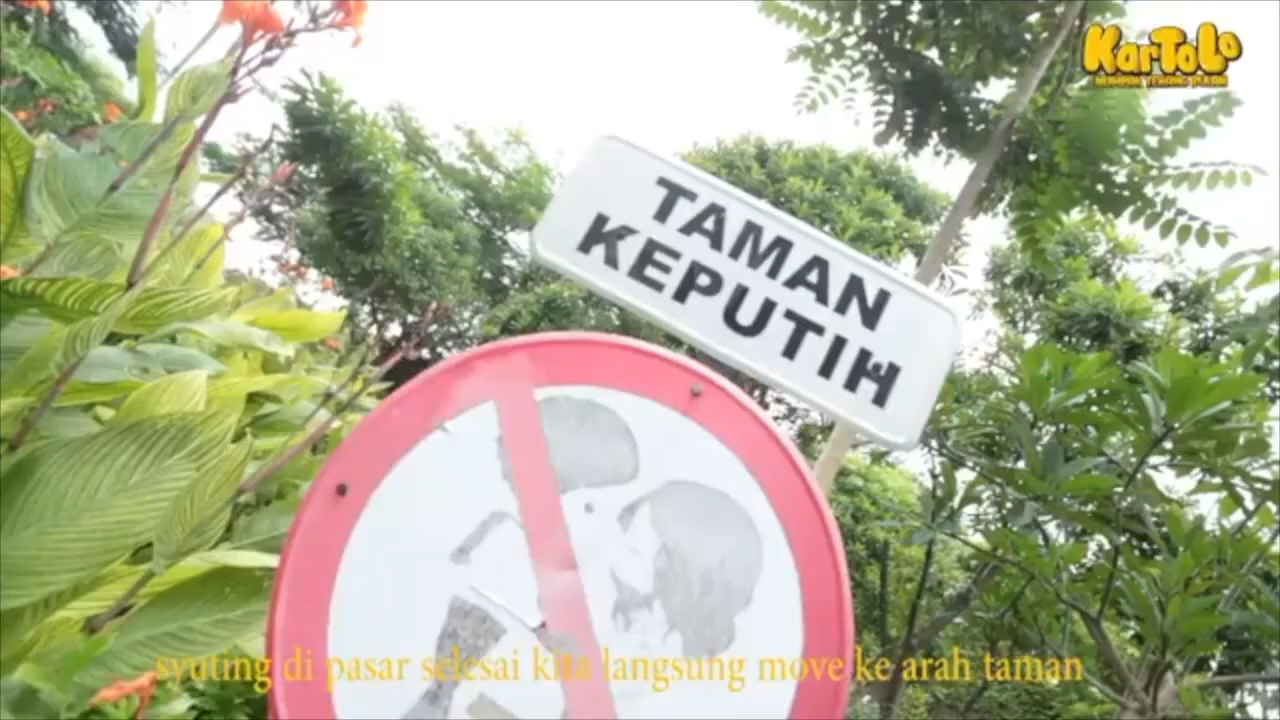 KarToLo
TAMAN
KEPUTIH
syuting di pasar selesai kita langsung move ke arah taman